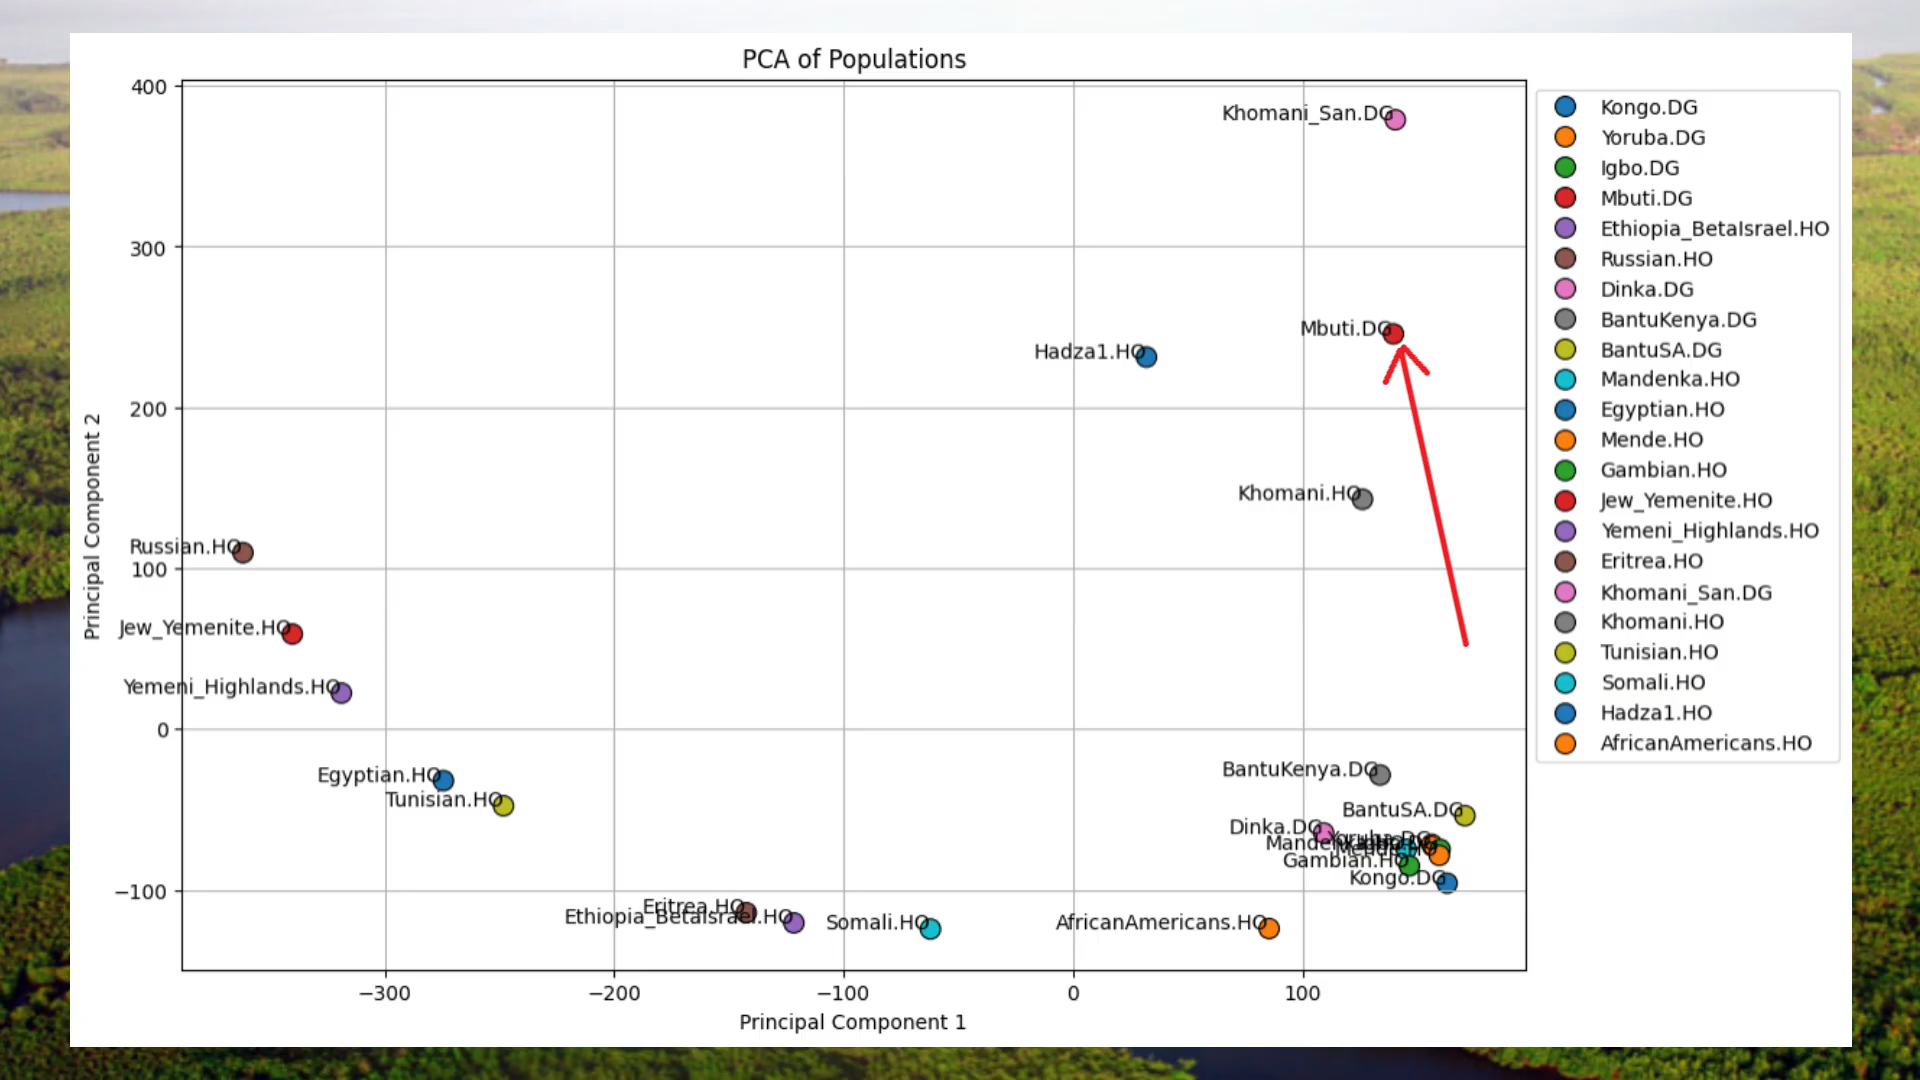 PCA of Populations
400
300
200
100
0
−100
−300
−200
−100
0
100
Principal Component 1
Principal Component 2
Khomani_San.DG
Mbuti.DG
Hadza1.HO
Khomani.HO
Russian.HO
Jew_Yemenite.HO
Yemeni_Highlands.HO
Egyptian.HO
Tunisian.HO
BantuKenya.DG
BantuSA.DG
Dinka.DG
Yoruba.DG
Gambian.HO
Kongo.DG
Eritrea.HO
Ethiopia_BetaIsrael.HO
Somali.HO
AfricanAmericans.HO
Kongo.DG
Yoruba.DG
Igbo.DG
Mbuti.DG
Ethiopia_BetaIsrael.HO
Russian.HO
Dinka.DG
BantuKenya.DG
BantuSA.DG
Mandenka.HO
Egyptian.HO
Mende.HO
Gambian.HO
Jew_Yemenite.HO
Yemeni_Highlands.HO
Eritrea.HO
Khomani_San.DG
Khomani.HO
Tunisian.HO
Somali.HO
Hadza1.HO
AfricanAmericans.HO